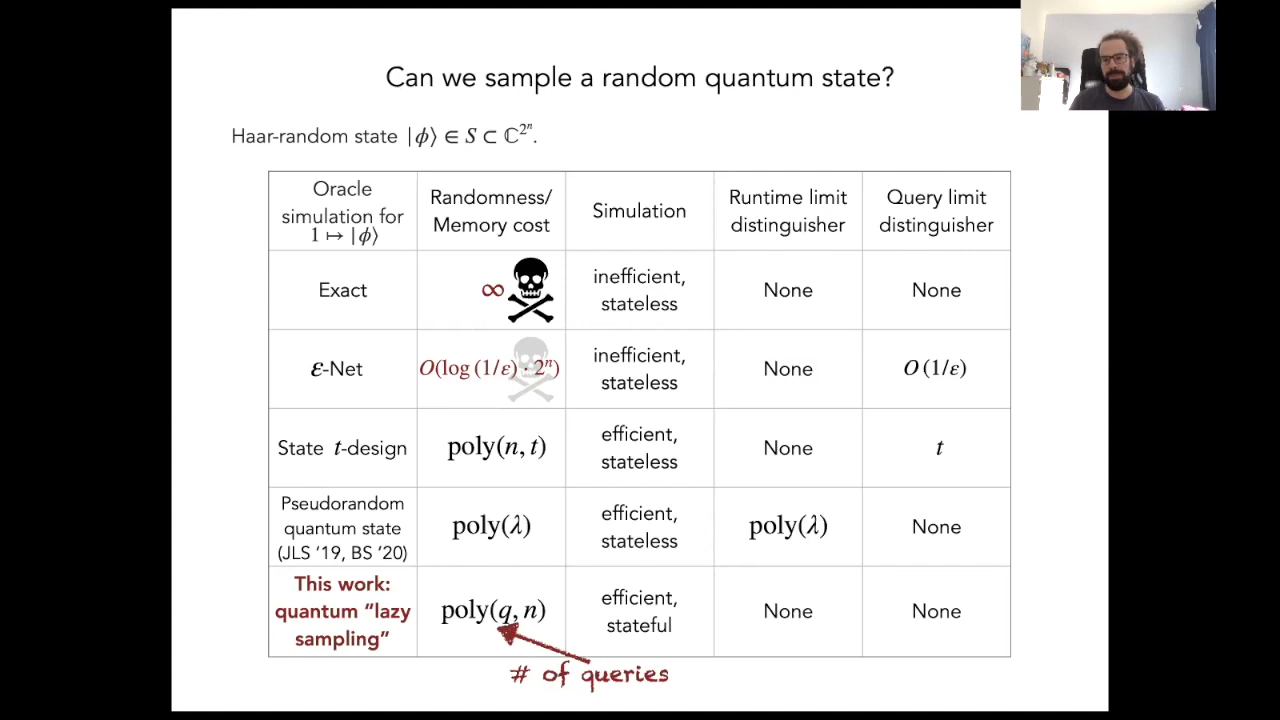 Can we sample a random quantum state?
Haar-random state |ϕ⟩ ∈ S ⊂ ℂ^{2^n}.
Oracle
simulation for
1 ↦ |ϕ⟩
Randomness/
Memory cost
Simulation
Runtime limit
distinguisher
Query limit
distinguisher
Exact
∞
inefficient,
stateless
None
None
ε-Net
O(log (1/ε) · 2^n)
inefficient,
stateless
None
O (1/ε)
State t-design
poly(n, t)
efficient,
stateless
None
t
Pseudorandom
quantum state
(JLS ’19, BS ’20)
poly(λ)
efficient,
stateless
poly(λ)
None
This work:
quantum “lazy
sampling”
poly(q, n)
efficient,
stateful
None
None
# of queries